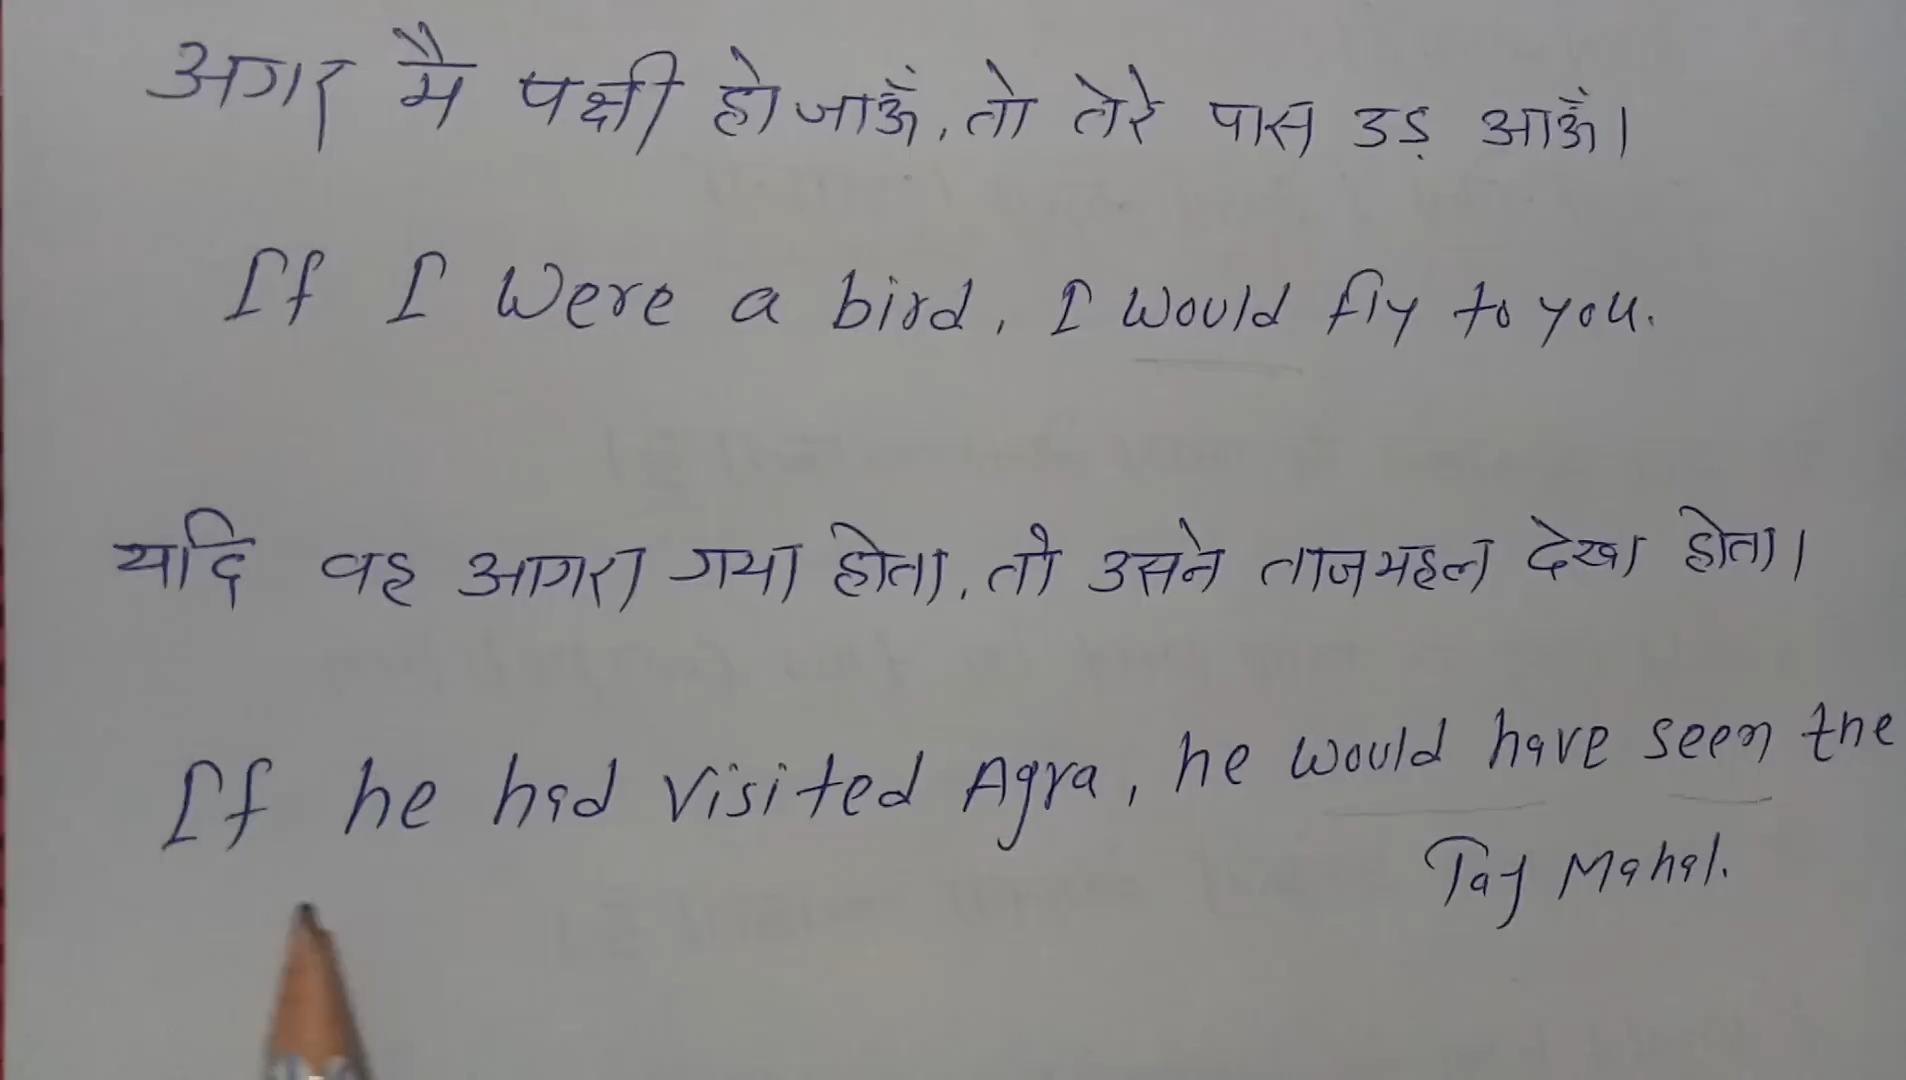 अगर मै पक्षी हो जाऊँ, तो तेरे पास उड़ आऊँ।
If I Were a bird, I would fly to you.
यदि वह आगरा गया होता, तो उसने ताजमहल देखा होता।
If he had visited Agra, he would have seen the
Taj Mahal.